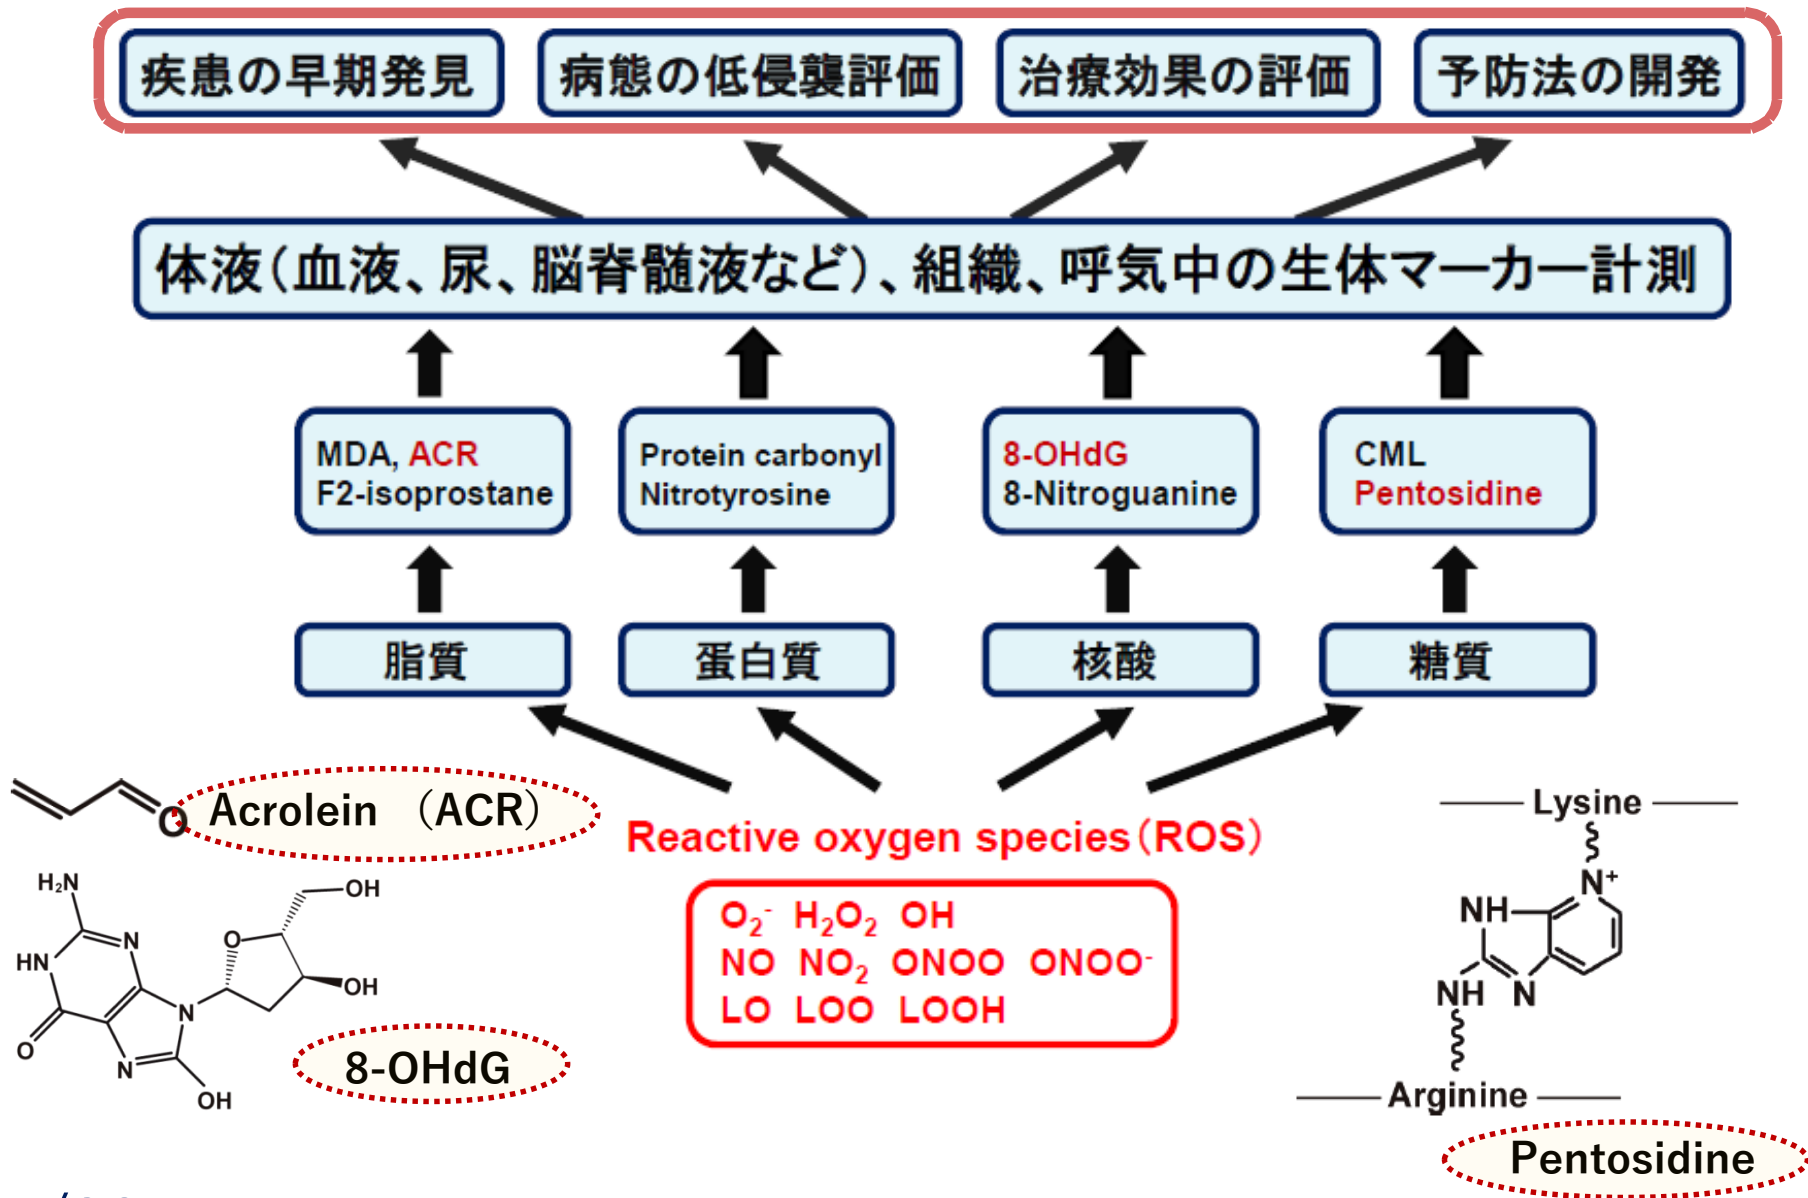 疾患の早期発見
病態の低侵襲評価
治療効果の評価
予防法の開発
体液（血液、尿、脳脊髄液など）、組織、呼気中の生体マーカー計測
MDA, ACR
F2-isoprostane
Protein carbonyl
Nitrotyrosine
8-OHdG
8-Nitroguanine
CML
Pentosidine
脂質
蛋白質
核酸
糖質
O
Acrolein （ACR）
Reactive oxygen species（ROS）
O₂⁻ H₂O₂ OH
NO NO₂ ONOO ONOO⁻
LO LOO LOOH
H₂N
OH
O
N
HN
OH
N
O
N
OH
8-OHdG
Lysine
N⁺
NH
NH
N
Arginine
Pentosidine